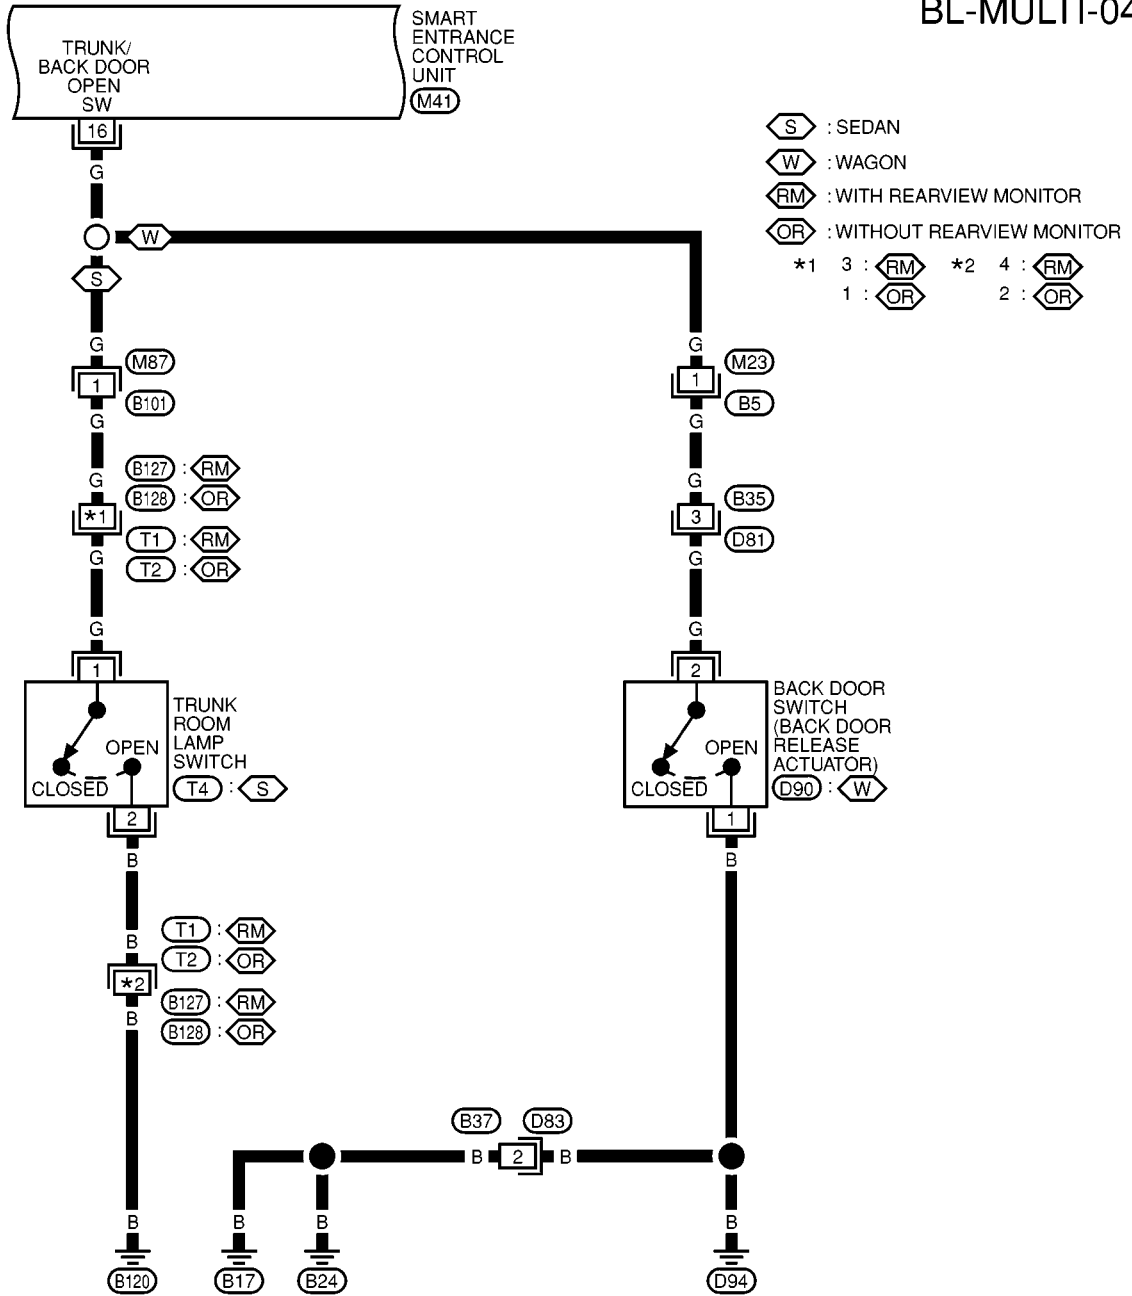 BL-MULTI-04
SMART
ENTRANCE
CONTROL
UNIT
M41
TRUNK/
BACK DOOR
OPEN
SW
16
G
W
S
S : SEDAN
W : WAGON
RM : WITH REARVIEW MONITOR
OR : WITHOUT REARVIEW MONITOR
*1 3 : RM *2 4 : RM
1 : OR 2 : OR
G
M87
1
B101
G
G
M23
1
B5
G
B127 : RM
G
B128 : OR
*1
T1 : RM
G
T2 : OR
G
G
B35
3
D81
G
G
1
TRUNK
ROOM
LAMP
SWITCH
T4 : S
OPEN
CLOSED
2
B
2
BACK DOOR
SWITCH
(BACK DOOR
RELEASE
ACTUATOR)
D90 : W
OPEN
CLOSED
1
B
T1 : RM
B
T2 : OR
*2
B127 : RM
B
B128 : OR
B37 D83
B 2 B
B B B B
B120 B17 B24 D94